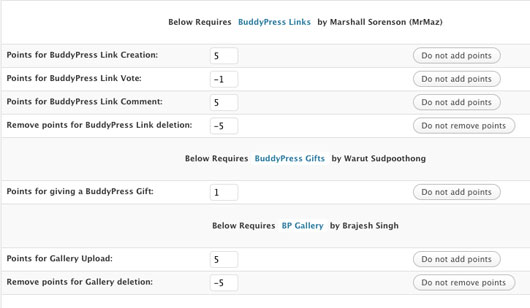 Below Requires BuddyPress Links by Marshall Sorenson (MrMaz)
Points for BuddyPress Link Creation: 5 Do not add points
Points for BuddyPress Link Vote: -1 Do not add points
Points for BuddyPress Link Comment: 5 Do not add points
Remove points for BuddyPress Link deletion: -5 Do not remove points
Below Requires BuddyPress Gifts by Warut Sudpoothong
Points for giving a BuddyPress Gift: 1 Do not add points
Below Requires BP Gallery by Brajesh Singh
Points for Gallery Upload: 5 Do not add points
Remove points for Gallery deletion: -5 Do not remove points